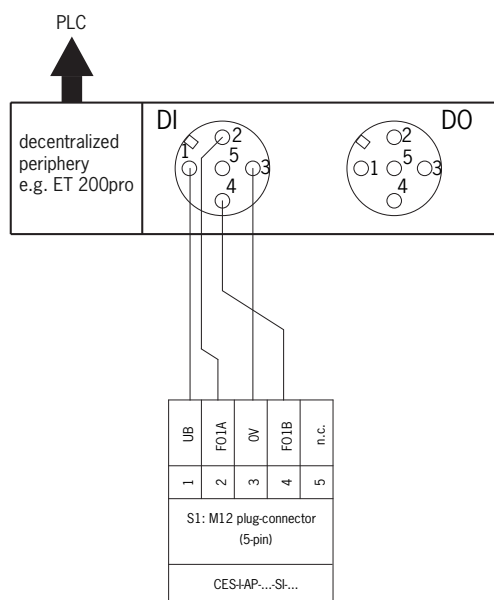 PLC
decentralized
periphery
e.g. ET 200pro
DI
1
2
5
3
4
DO
1
2
5
3
4
UB
FO1A
0V
FO1B
n.c.
1
2
3
4
5
S1: M12 plug-connector
(5-pin)
CES-I-AP-...-SI-...